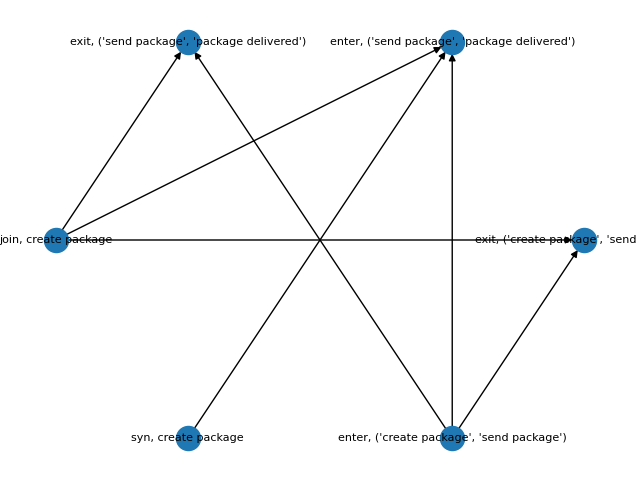 exit, ('send package', 'package delivered')
enter, ('send package', 'package delivered')
join, create package
exit, ('create package', 'send
syn, create package
enter, ('create package', 'send package')